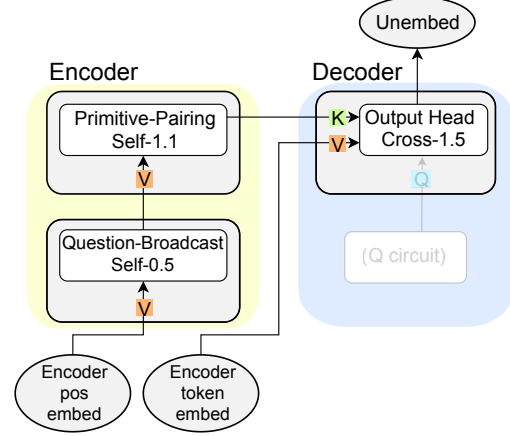 Unembed
Encoder
Decoder
Primitive-Pairing
Self-1.1
K
Output Head
Cross-1.5
V
V
Q
Question-Broadcast
Self-0.5
(Q circuit)
V
Encoder
pos
embed
Encoder
token
embed